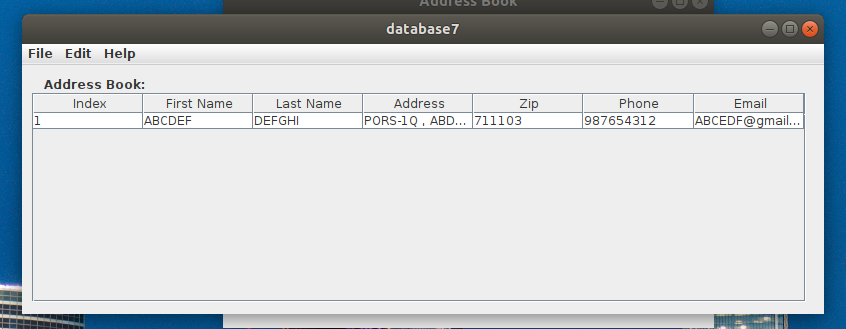 Address Book
database7
File Edit Help
Address Book:
Index First Name Last Name Address Zip Phone Email
1 ABCDEF DEFGHI PORS-1Q , ABD... 711103 987654312 ABCEDF@gmail...